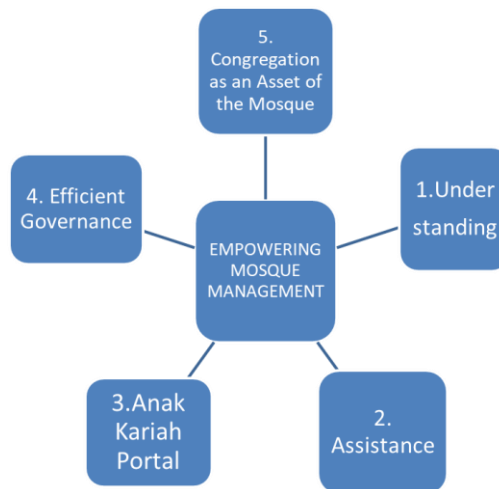 5.
Congregation
as an Asset of
the Mosque
1.Under
standing
4. Efficient
Governance
EMPOWERING
MOSQUE
MANAGEMENT
3.Anak
Kariah
Portal
2.
Assistance